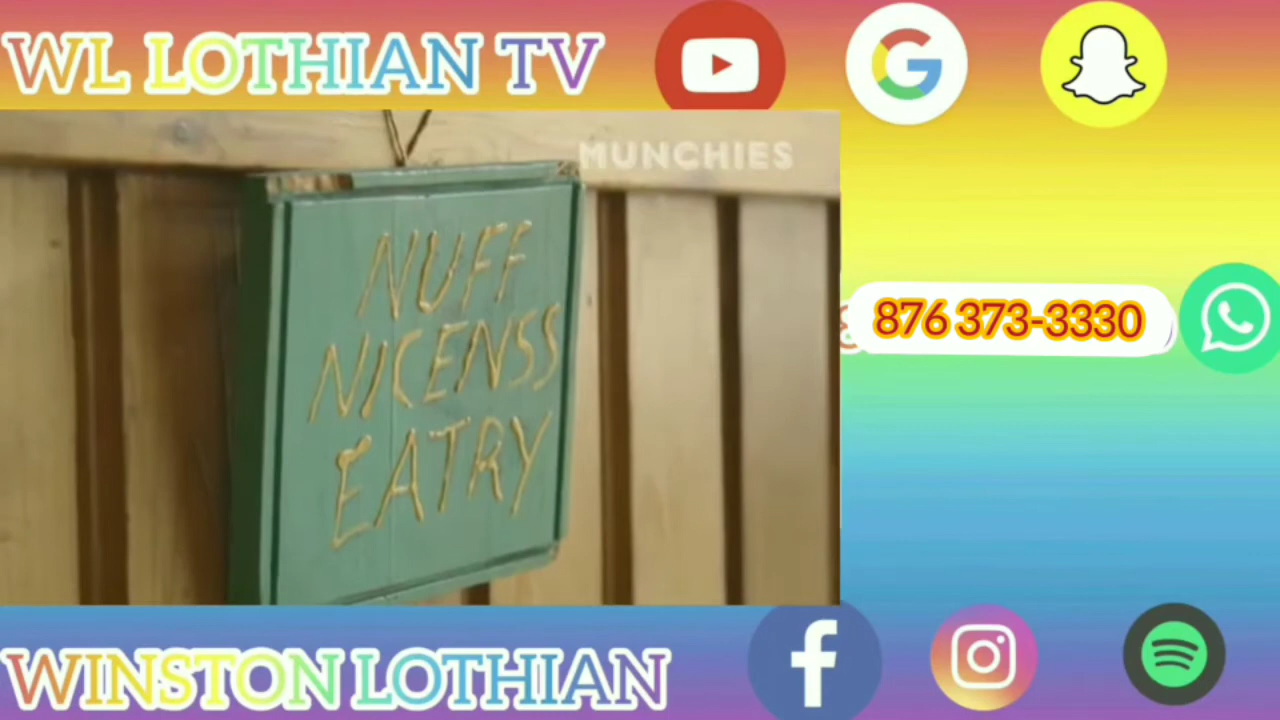 WL LOTHIAN TV
MUNCHIES
NUFF
NICENSS
EATRY
876 373-3330
WINSTON LOTHIAN